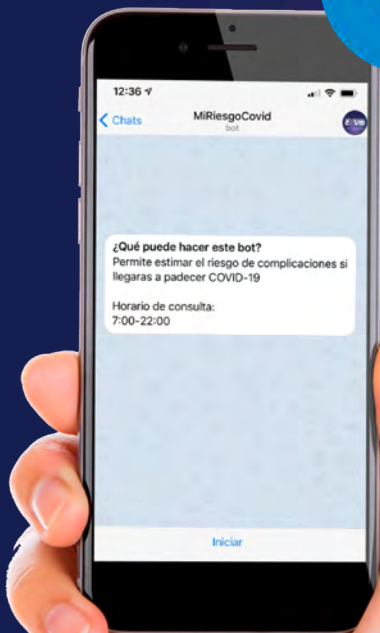 12:36
Chats
MiRiesgoCovid
bot
¿Qué puede hacer este bot?
Permite estimar el riesgo de complicaciones si
llegaras a padecer COVID-19
Horario de consulta:
7:00-22:00
Iniciar